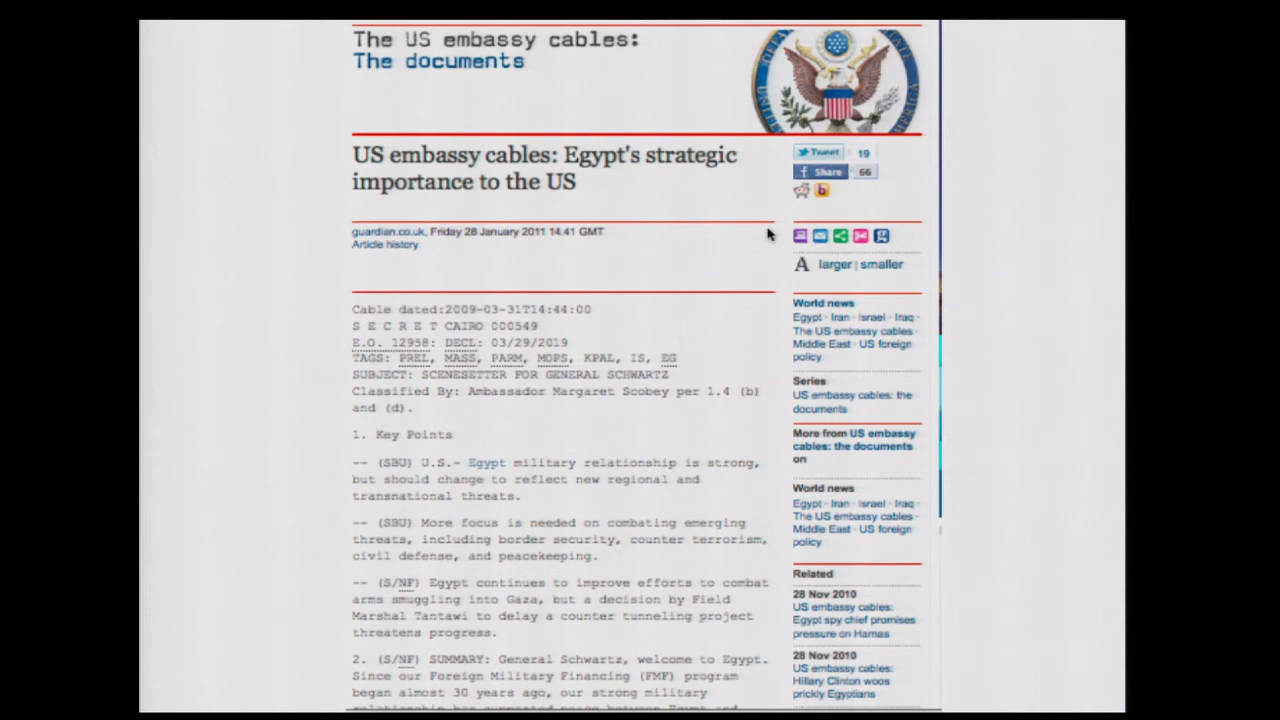 The US embassy cables:
The documents
US embassy cables: Egypt's strategic
importance to the US
guardian.co.uk, Friday 28 January 2011 14.41 GMT
Article history
Cable dated:2009-03-31T14:44:00
S E C R E T CAIRO 000549
E.O. 12958: DECL: 03/29/2019
TAGS: PREL, MASS, PARM, MOPS, KPAL, IS, EG
SUBJECT: SCENESETTER FOR GENERAL SCHWARTZ
Classified By: Ambassador Margaret Scobey per 1.4 (b)
and (d).
1. Key Points
-- (SBU) U.S.- Egypt military relationship is strong,
but should change to reflect new regional and
transnational threats.
-- (SBU) More focus is needed on combating emerging
threats, including border security, counter terrorism,
civil defense, and peacekeeping.
-- (S/NF) Egypt continues to improve efforts to combat
arms smuggling into Gaza, but a decision by Field
Marshal Tantawi to delay a counter tunneling project
threatens progress.
2. (S/NF) SUMMARY: General Schwartz, welcome to Egypt.
Since our Foreign Military Financing (FMF) program
began almost 30 years ago, our strong military
Tweet 19
Share 66
A larger | smaller
World news
Egypt · Iran · Israel · Iraq ·
The US embassy cables ·
Middle East · US foreign
policy
Series
US embassy cables: the
documents
More from US embassy
cables: the documents
on
World news
Egypt · Iran · Israel · Iraq ·
The US embassy cables ·
Middle East · US foreign
policy
Related
28 Nov 2010
US embassy cables:
Egypt spy chief promises
pressure on Hamas
28 Nov 2010
US embassy cables:
Hillary Clinton woos
prickly Egyptians